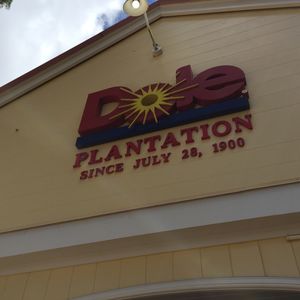 Dole
PLANTATION
SINCE JULY 28, 1900